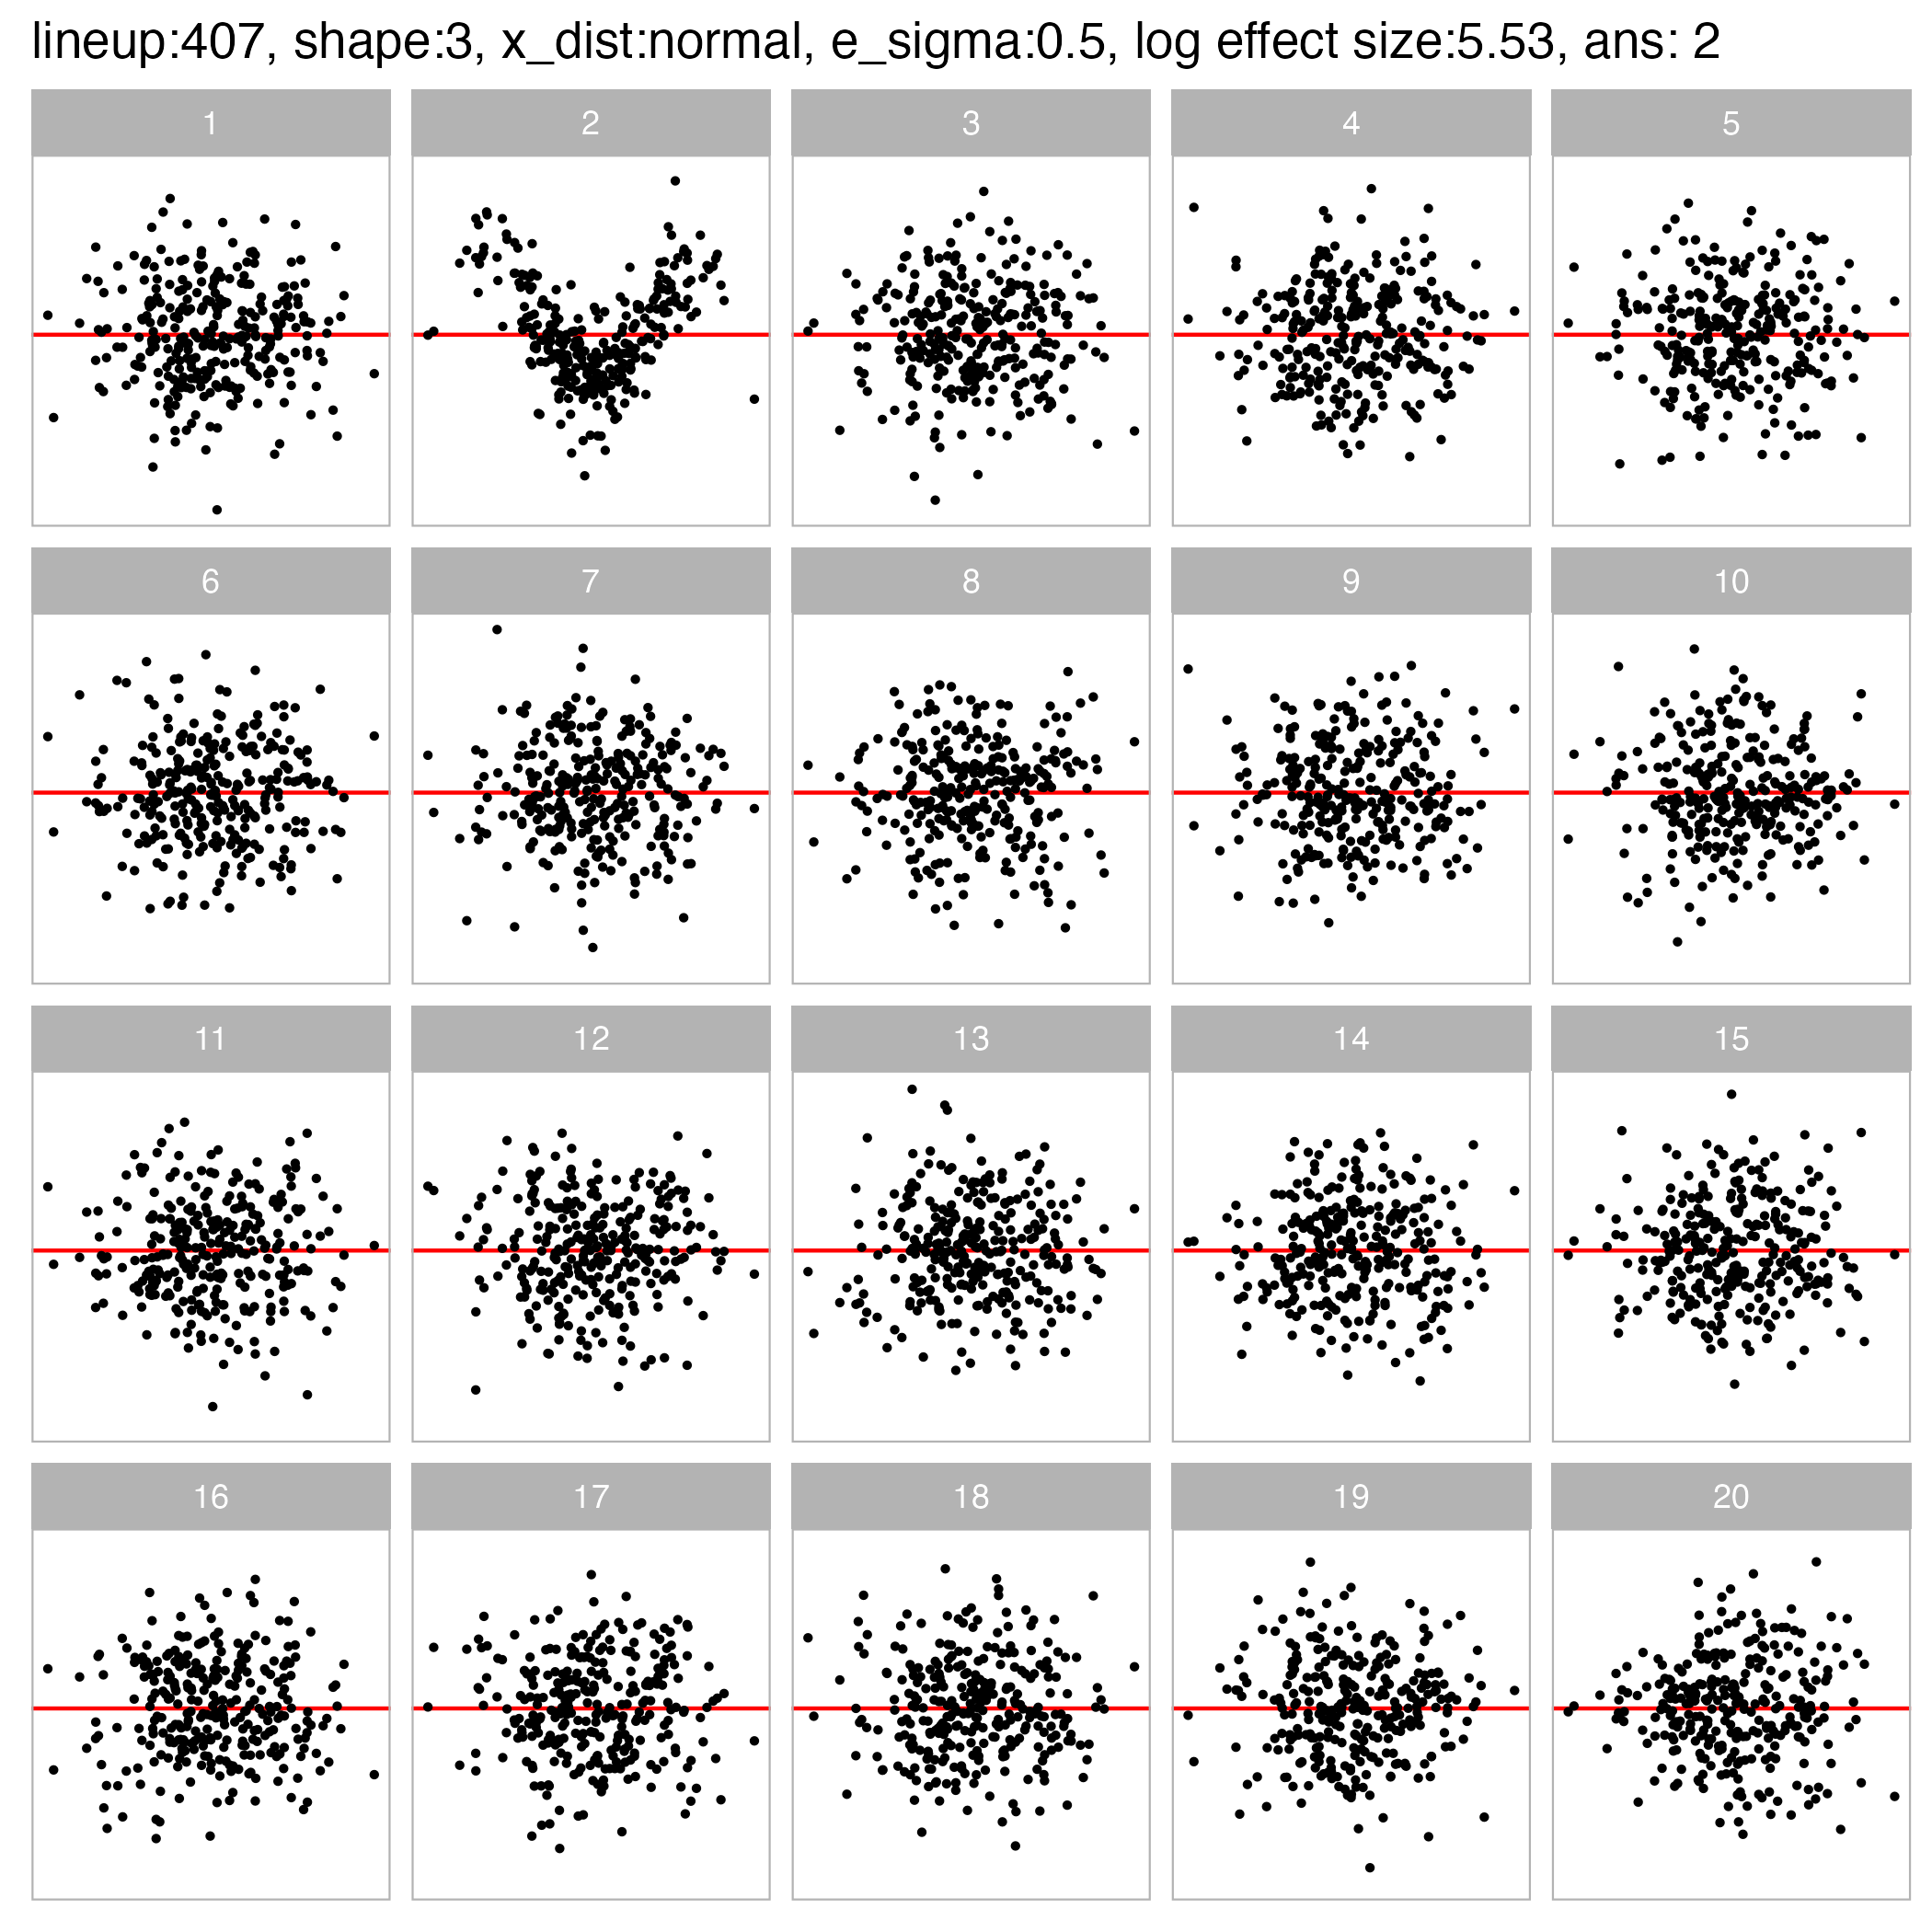 lineup:407, shape:3, x_dist:normal, e_sigma:0.5, log effect size:5.53, ans: 2
1 2 3 4 5
6 7 8 9 10
11 12 13 14 15
16 17 18 19 20